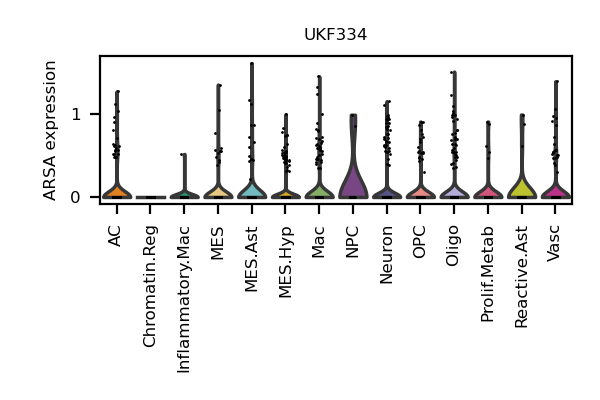 UKF334
ARSA expression
1
0
AC
Chromatin.Reg
Inflammatory.Mac
MES
MES.Ast
MES.Hyp
Mac
NPC
Neuron
OPC
Oligo
Prolif.Metab
Reactive.Ast
Vasc